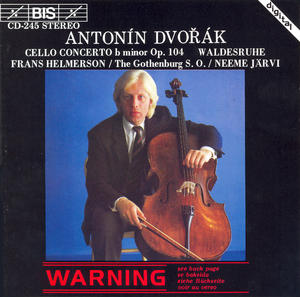 BIS
CD-245 STEREO
digital
ANTONÍN DVOŘÁK
CELLO CONCERTO b minor Op. 104 WALDESRUHE
FRANS HELMERSON / The Gothenburg S. O. / NEEME JÄRVI
WARNING
see back page
se baksida
siehe Rückseite
voir au verso